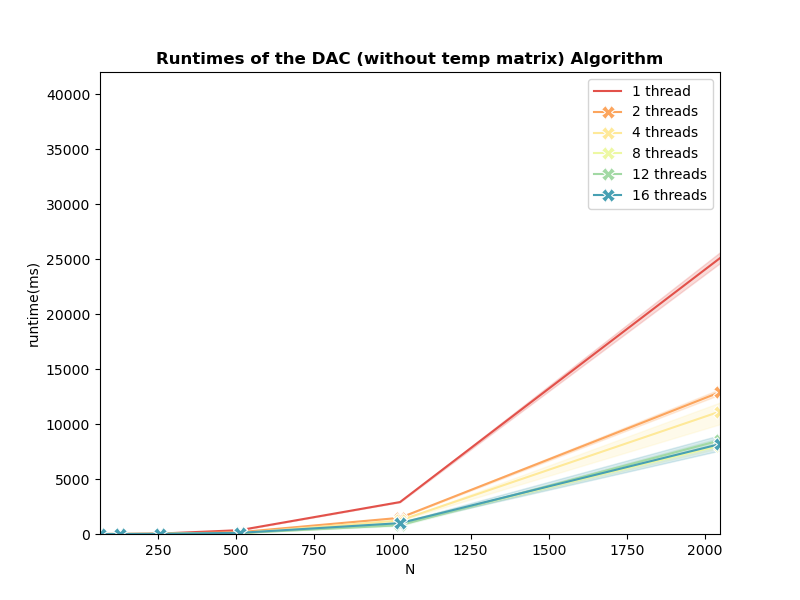 Runtimes of the DAC (without temp matrix) Algorithm
1 thread
2 threads
4 threads
8 threads
12 threads
16 threads
40000
35000
30000
25000
20000
15000
10000
5000
0
runtime(ms)
250 500 750 1000 1250 1500 1750 2000
N